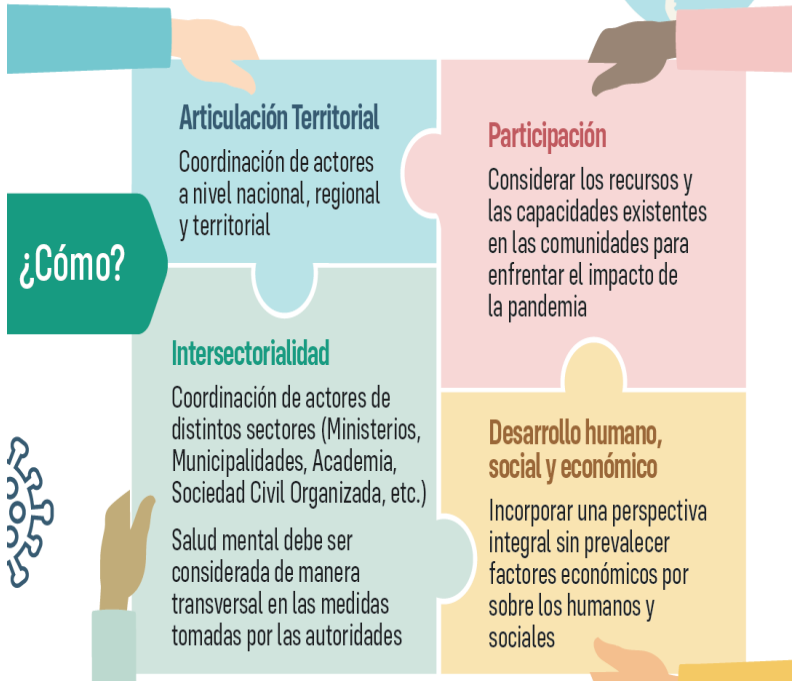 ¿Cómo?
Articulación Territorial
Coordinación de actores
a nivel nacional, regional
y territorial
Participación
Considerar los recursos y
las capacidades existentes
en las comunidades para
enfrentar el impacto de
la pandemia
Intersectorialidad
Coordinación de actores de
distintos sectores (Ministerios,
Municipalidades, Academia,
Sociedad Civil Organizada, etc.)
Salud mental debe ser
considerada de manera
transversal en las medidas
tomadas por las autoridades
Desarrollo humano,
social y económico
Incorporar una perspectiva
integral sin prevalecer
factores económicos por
sobre los humanos y
sociales